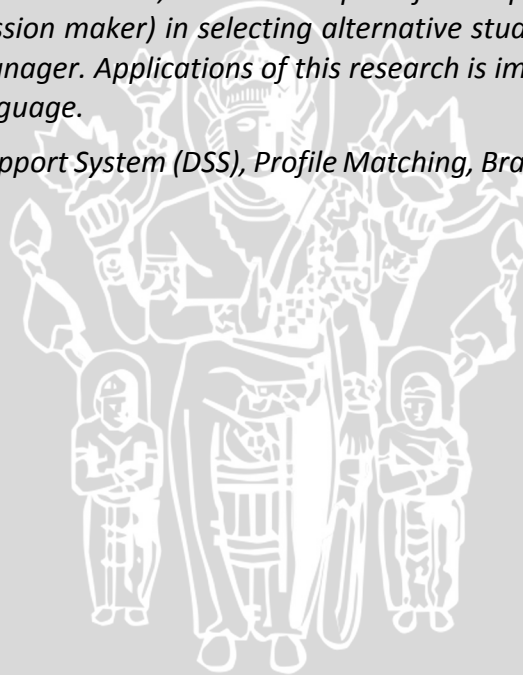 ssion maker) in selecting alternative stud
nager. Applications of this research is im
guage.
pport System (DSS), Profile Matching, Bra